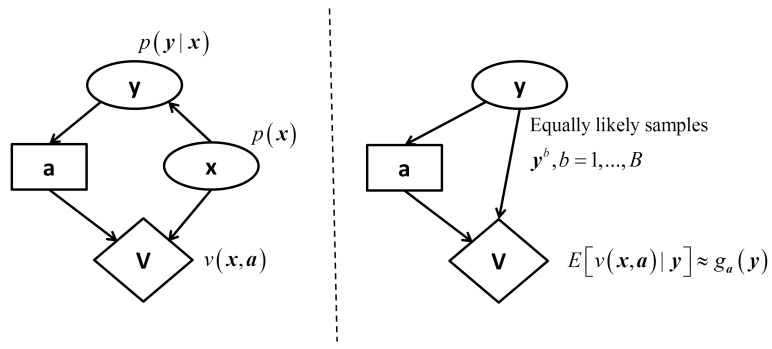 p(y|x)
y
p(x)
a
x
V
v(x,a)
y
Equally likely samples
y^b, b = 1,...,B
a
V
E[v(x,a)|y] ≈ g_a(y)